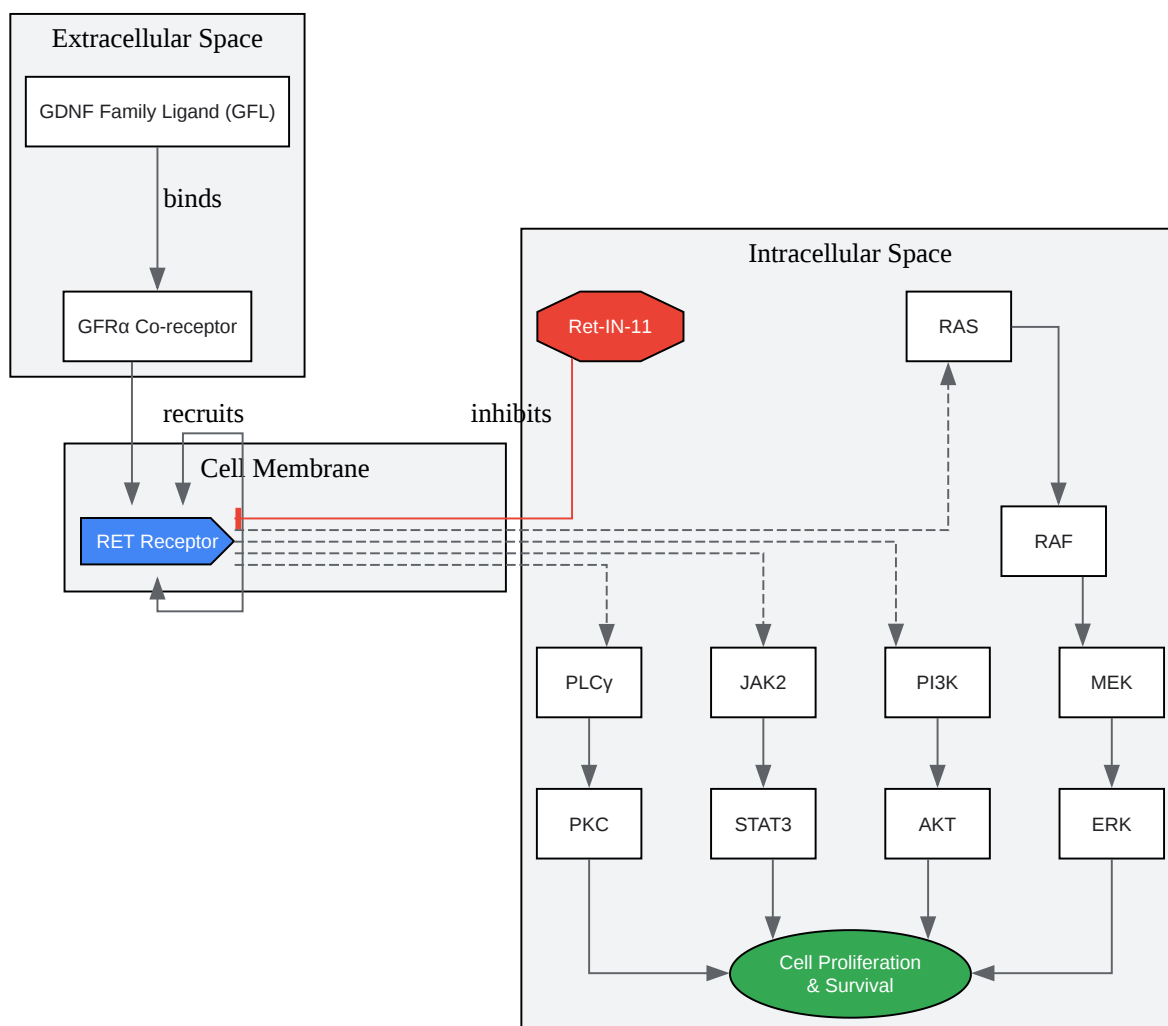 Extracellular Space
GDNF Family Ligand (GFL)
binds
GFRα Co-receptor
recruits
Cell Membrane
RET Receptor
inhibits
Intracellular Space
Ret-IN-11
RAS
RAF
PLCγ
JAK2
PI3K
MEK
PKC
STAT3
AKT
ERK
Cell Proliferation
& Survival